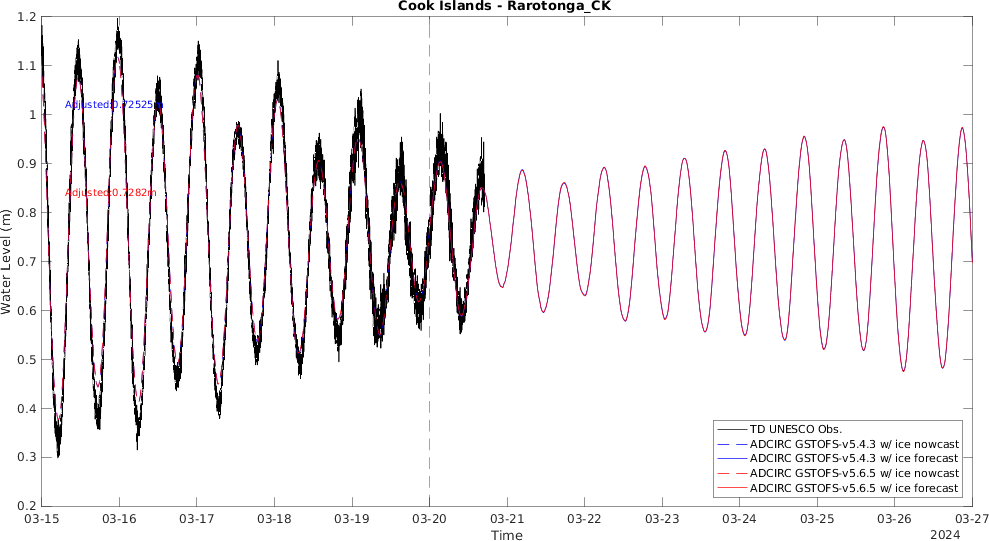 Cook Islands - Rarotonga_CK
1.2
1.1
1
0.9
0.8
0.7
0.6
0.5
0.4
0.3
0.2
Water Level (m)
Adjusted:0.72525m
Adjusted:0.7282m
TD UNESCO Obs.
ADCIRC GSTOFS-v5.4.3 w/ ice nowcast
ADCIRC GSTOFS-v5.4.3 w/ ice forecast
ADCIRC GSTOFS-v5.6.5 w/ ice nowcast
ADCIRC GSTOFS-v5.6.5 w/ ice forecast
03-15 03-16 03-17 03-18 03-19 03-20 03-21 03-22 03-23 03-24 03-25 03-26 03-27
Time
2024